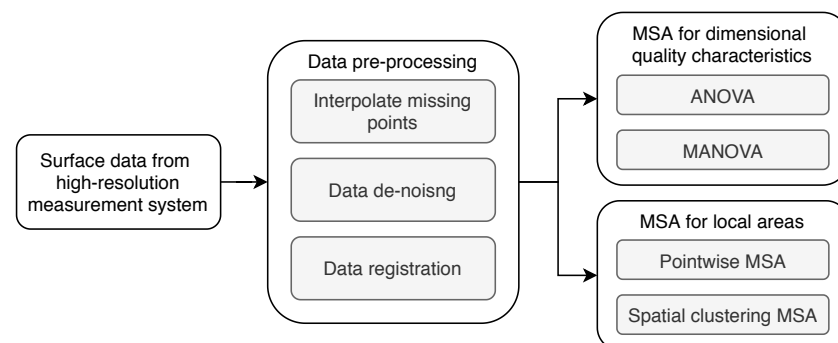 Surface data from
high-resolution
measurement system
Data pre-processing
Interpolate missing
points
Data de-noisng
Data registration
MSA for dimensional
quality characteristics
ANOVA
MANOVA
MSA for local areas
Pointwise MSA
Spatial clustering MSA